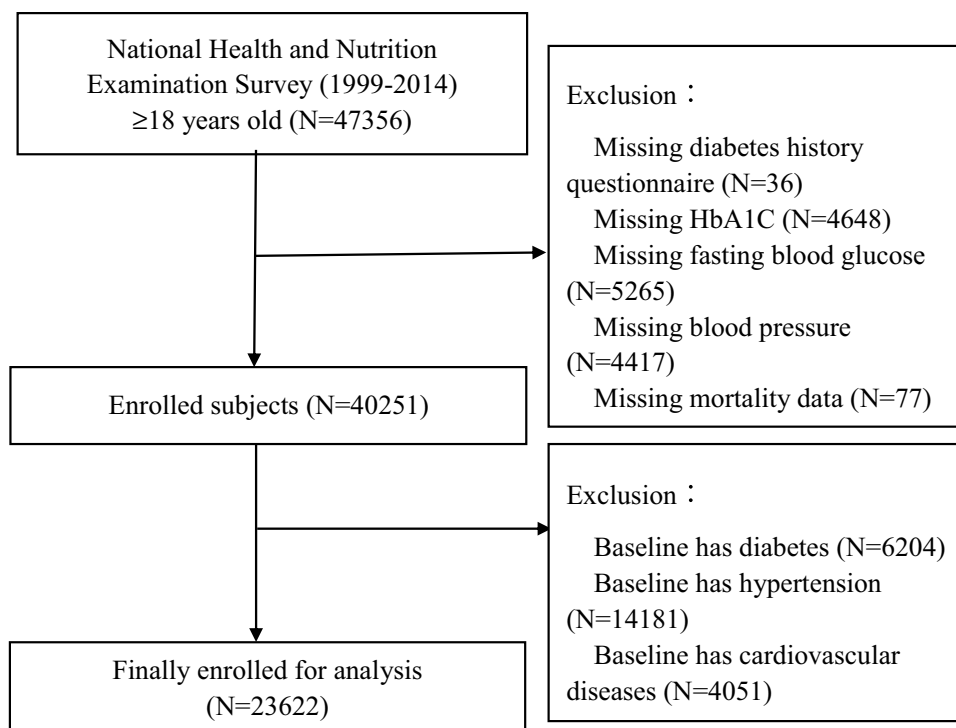 National Health and Nutrition
Examination Survey (1999-2014)
≥18 years old (N=47356)
Exclusion：
Missing diabetes history
questionnaire (N=36)
Missing HbA1C (N=4648)
Missing fasting blood glucose
(N=5265)
Missing blood pressure
(N=4417)
Missing mortality data (N=77)
Enrolled subjects (N=40251)
Exclusion：
Baseline has diabetes (N=6204)
Baseline has hypertension
(N=14181)
Baseline has cardiovascular
diseases (N=4051)
Finally enrolled for analysis
(N=23622)